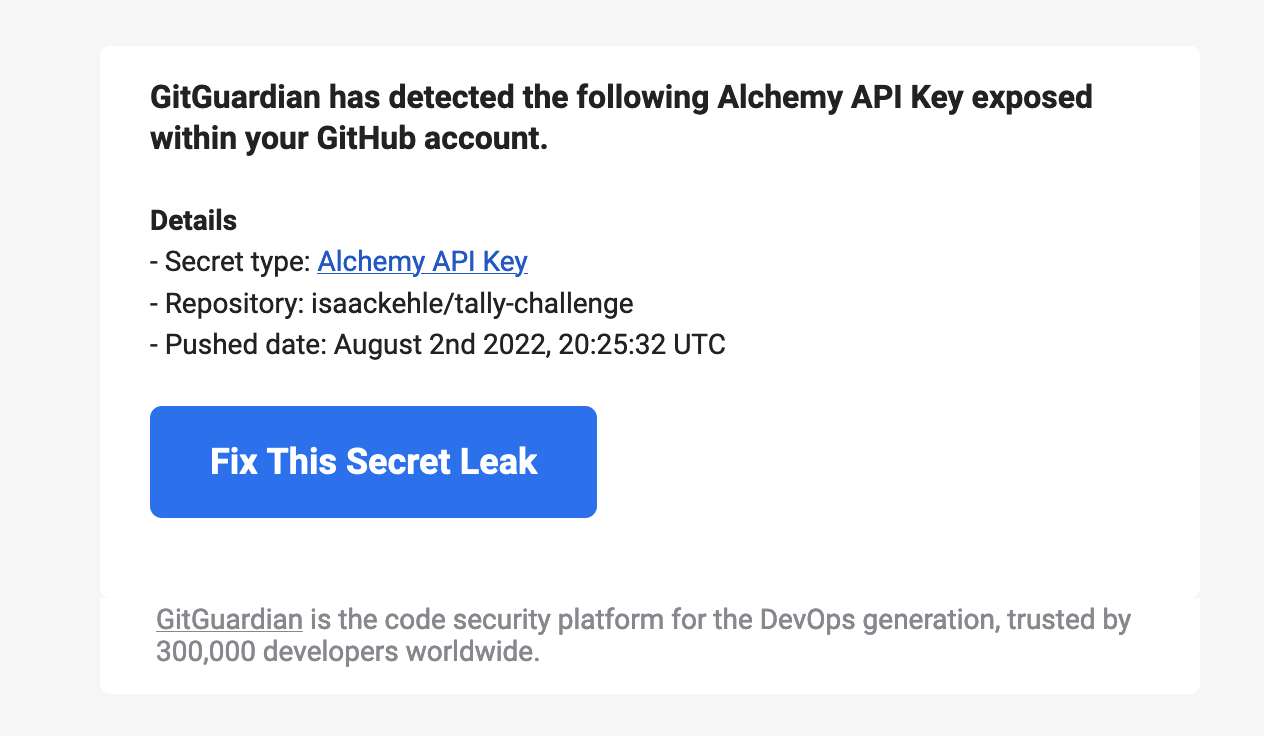 GitGuardian has detected the following Alchemy API Key exposed
within your GitHub account.
Details
- Secret type: Alchemy API Key
- Repository: isaackehle/tally-challenge
- Pushed date: August 2nd 2022, 20:25:32 UTC
Fix This Secret Leak
GitGuardian is the code security platform for the DevOps generation, trusted by
300,000 developers worldwide.